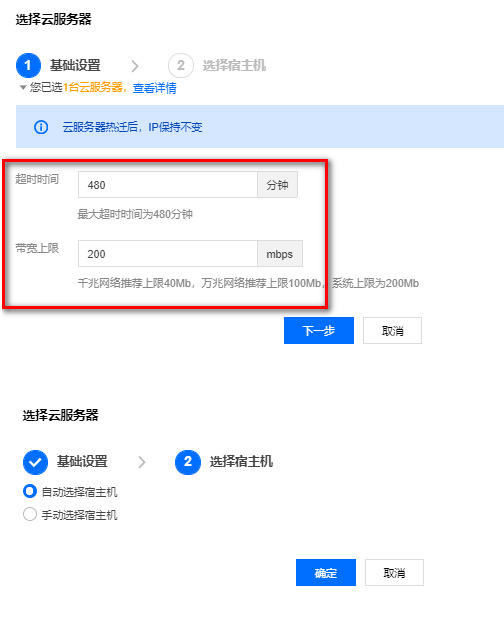 选择云服务器
1 基础设置 2 选择宿主机
您已选1台云服务器，查看详情
云服务器热迁后，IP保持不变
超时时间 480 分钟
最大超时时间为480分钟
带宽上限 200 mbps
千兆网络推荐上限40Mb，万兆网络推荐上限100Mb，系统上限为200Mb
下一步 取消
选择云服务器
基础设置 2 选择宿主机
自动选择宿主机
手动选择宿主机
确定 取消